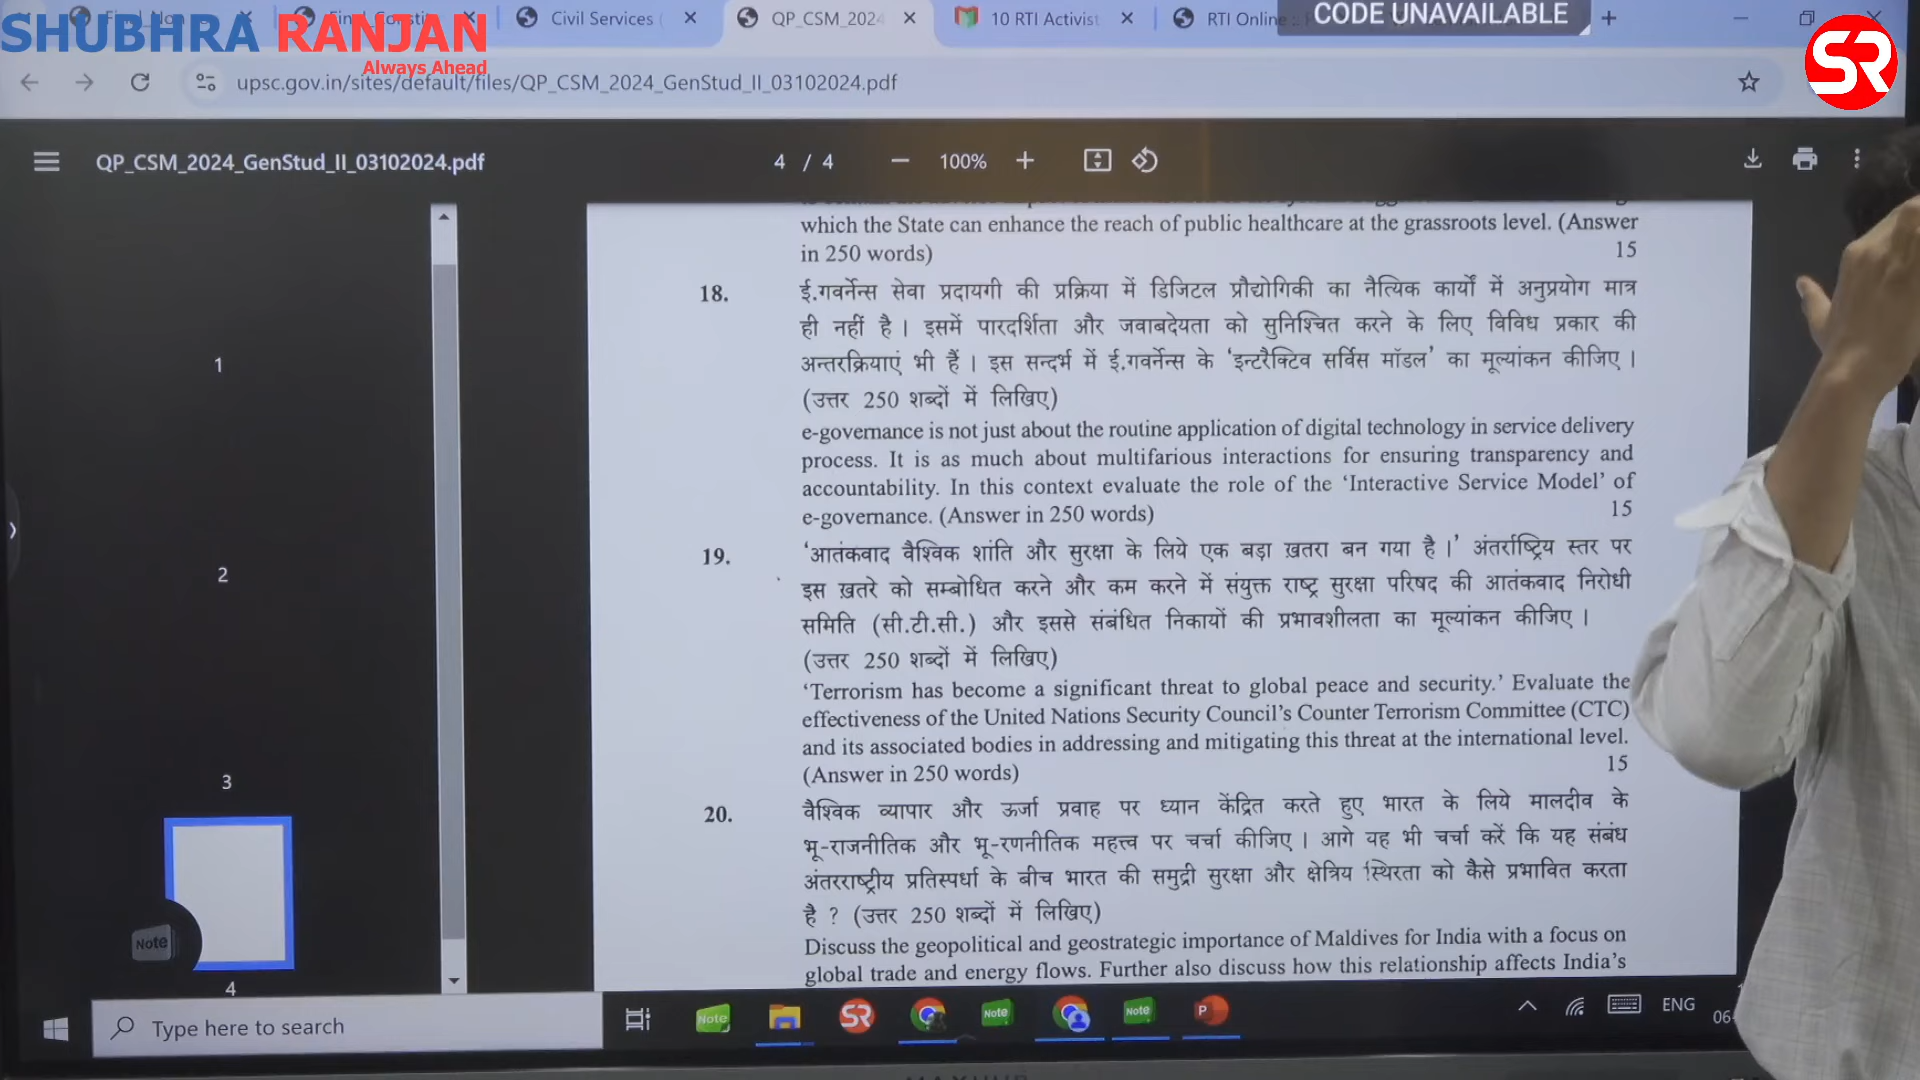 SHUBHRA RANJAN
Always Ahead
Civil Services (
QP_CSM_2024
10 RTI Activist
RTI Online
CODE UNAVAILABLE
SR
upsc.gov.in/sites/default/files/QP_CSM_2024_GenStud_II_03102024.pdf
QP_CSM_2024_GenStud_II_03102024.pdf
4 / 4
100%
which the State can enhance the reach of public healthcare at the grassroots level. (Answer
in 250 words) 15
18. ई.गवर्नेन्स सेवा प्रदायगी की प्रक्रिया में डिजिटल प्रौद्योगिकी का नैत्यिक कार्यों में अनुप्रयोग मात्र
ही नहीं है । इसमें पारदर्शिता और जवाबदेयता को सुनिश्चित करने के लिए विविध प्रकार की
अन्तरक्रियाएं भी हैं । इस सन्दर्भ में ई.गवर्नेन्स के ‘इन्टरैक्टिव सर्विस मॉडल’ का मूल्यांकन कीजिए ।
(उत्तर 250 शब्दों में लिखिए)
e-governance is not just about the routine application of digital technology in service delivery
process. It is as much about multifarious interactions for ensuring transparency and
accountability. In this context evaluate the role of the ‘Interactive Service Model’ of
e-governance. (Answer in 250 words) 15
19. ‘आतंकवाद वैश्विक शांति और सुरक्षा के लिये एक बड़ा ख़तरा बन गया है ।’ अंतर्राष्ट्रिय स्तर पर
इस ख़तरे को सम्बोधित करने और कम करने में संयुक्त राष्ट्र सुरक्षा परिषद की आतंकवाद निरोधी
समिति (सी.टी.सी.) और इससे संबंधित निकायों की प्रभावशीलता का मूल्यांकन कीजिए ।
(उत्तर 250 शब्दों में लिखिए)
‘Terrorism has become a significant threat to global peace and security.’ Evaluate the
effectiveness of the United Nations Security Council’s Counter Terrorism Committee (CTC)
and its associated bodies in addressing and mitigating this threat at the international level.
(Answer in 250 words) 15
20. वैश्विक व्यापार और ऊर्जा प्रवाह पर ध्यान केंद्रित करते हुए भारत के लिये मालदीव के
भू-राजनीतिक और भू-रणनीतिक महत्त्व पर चर्चा कीजिए । आगे यह भी चर्चा करें कि यह संबंध
अंतरराष्ट्रीय प्रतिस्पर्धा के बीच भारत की समुद्री सुरक्षा और क्षेत्रिय स्थिरता को कैसे प्रभावित करता
है ? (उत्तर 250 शब्दों में लिखिए)
Discuss the geopolitical and geostrategic importance of Maldives for India with a focus on
global trade and energy flows. Further also discuss how this relationship affects India’s
1
2
3
4
Note
Type here to search
Note
SR
Note
Note
P
ENG